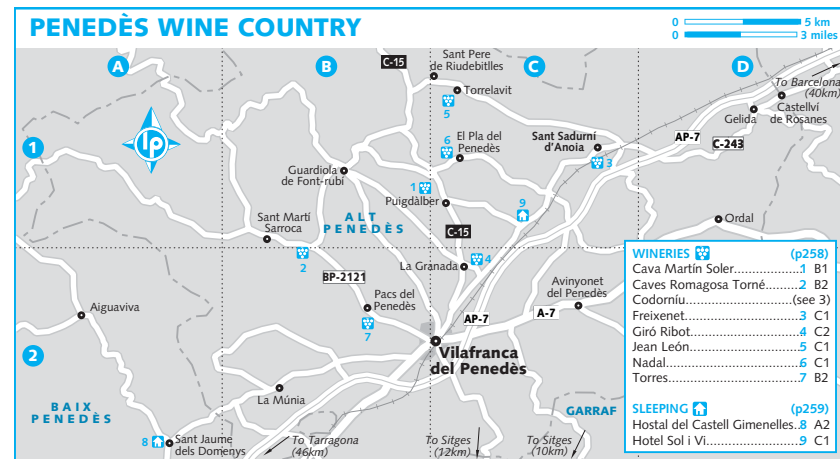 PENEDÈS WINE COUNTRY
0 5 km
0 3 miles
A
B
C
D
C-15
Sant Pere
de Riudebitlles
Torrelavit
5
To Barcelona
(40km)
Castellví
de Rosanes
Gelida
AP-7
C-243
6
El Pla del
Penedès
Sant Sadurní
d'Anoia
3
1
lp
Guardiola
de Font-rubí
1
Puigdàlber
9
Sant Martí
Sarroca
ALT
PENEDÈS
C-15
Ordal
2
La Granada
4
BP-2121
Aiguaviva
Pacs del
Penedès
7
Avinyonet
del Penedès
AP-7
A-7
2
Vilafranca
del Penedès
BAIX
PENEDÈS
La Múnia
GARRAF
8
Sant Jaume
dels Domenys
To Tarragona
(46km)
To Sitges
(12km)
To Sitges
(10km)
WINERIES (p258)
Cava Martín Soler 1 B1
Caves Romagosa Torné 2 B2
Codorníu (see 3)
Freixenet 3 C1
Giró Ribot 4 C2
Jean León 5 C1
Nadal 6 C1
Torres 7 B2
SLEEPING (p259)
Hostal del Castell Gimenelles 8 A2
Hotel Sol i Vi 9 C1